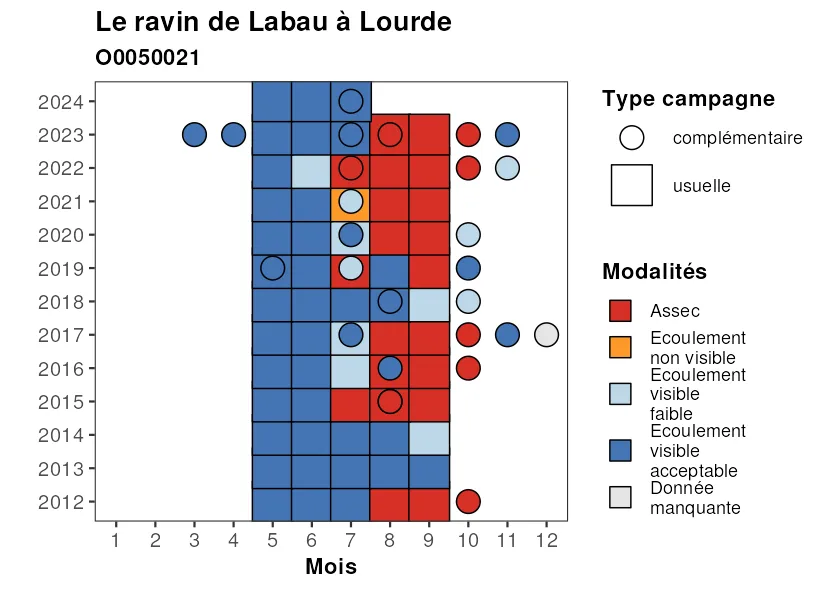 Le ravin de Labau à Lourde
O0050021
2024
2023
2022
2021
2020
2019
2018
2017
2016
2015
2014
2013
2012
1 2 3 4 5 6 7 8 9 10 11 12
Mois
Type campagne
complémentaire
usuelle
Modalités
Assec
Ecoulement
non visible
Ecoulement
visible
faible
Ecoulement
visible
acceptable
Donnée
manquante